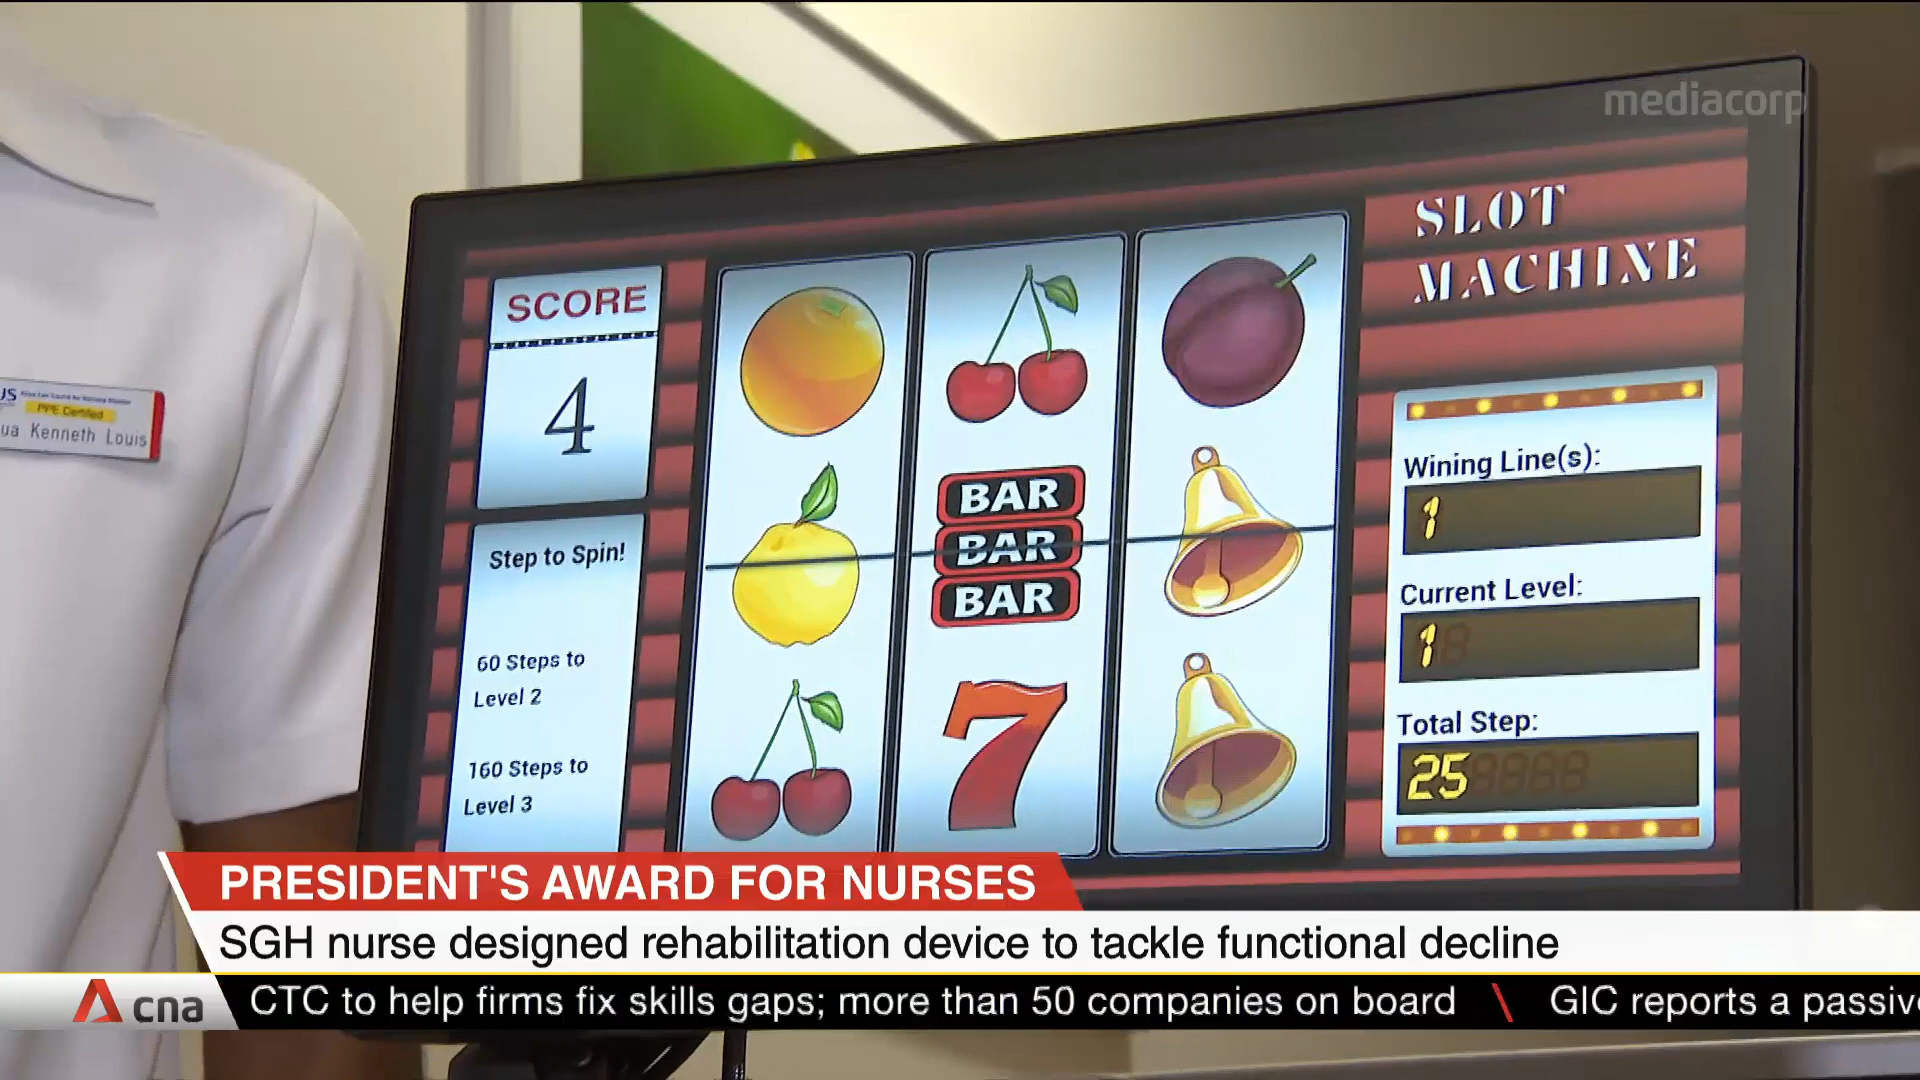 mediacorp
SLOT
MACHINE
SCORE
4
Step to Spin!
60 Steps to
Level 2
160 Steps to
Level 3
BAR
BAR
BAR
7
Wining Line(s):
1
Current Level:
1
Total Step:
25
PPE Certified
Kenneth Louis
PRESIDENT'S AWARD FOR NURSES
SGH nurse designed rehabilitation device to tackle functional decline
cna
CTC to help firms fix skills gaps; more than 50 companies on board \ GIC reports a passive